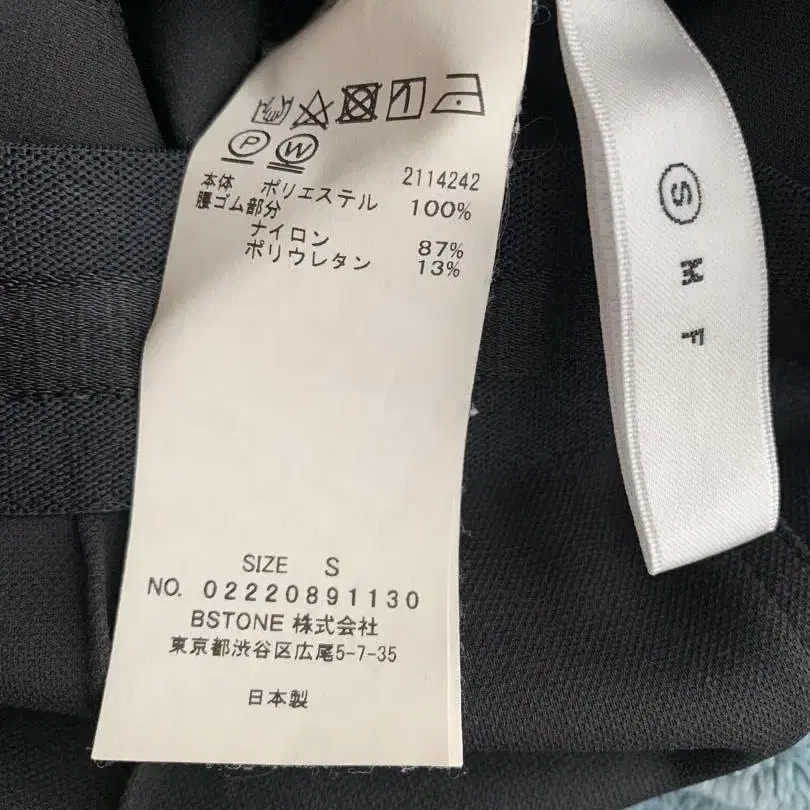 P W
2114242
本体 ポリエステル 100%
腰ゴム部分
ナイロン 87%
ポリウレタン 13%
SIZE S
NO. 02220891130
BSTONE 株式会社
東京都渋谷区広尾5-7-35
日本製
S M F